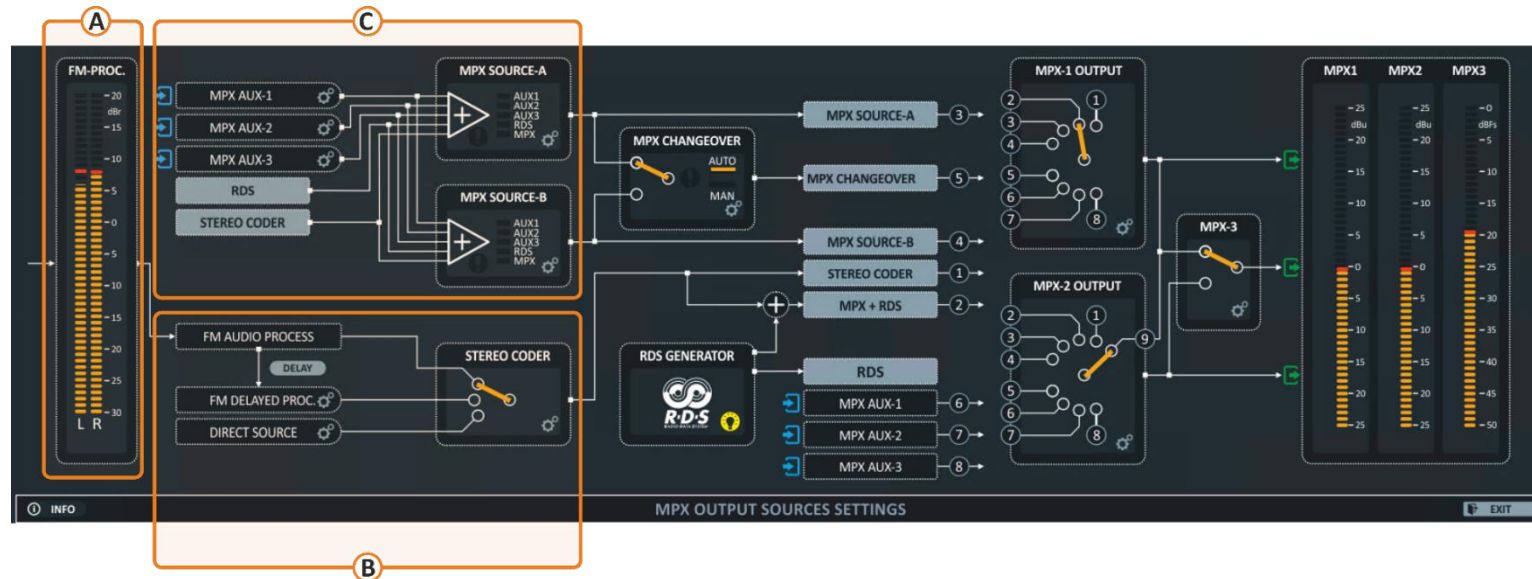 A
C
FM-PROC.
20
dBr
15
10
5
0
5
10
15
20
25
30
L R
MPX AUX-1
MPX AUX-2
MPX AUX-3
RDS
STEREO CODER
MPX SOURCE-A
AUX1
AUX2
AUX3
RDS
MPX
MPX SOURCE-B
AUX1
AUX2
AUX3
RDS
MPX
FM AUDIO PROCESS
DELAY
FM DELAYED PROC.
DIRECT SOURCE
STEREO CODER
MPX CHANGEOVER
AUTO
MAN
RDS GENERATOR
R·D·S
RADIO DATA SYSTEM
MPX SOURCE-A 3
MPX CHANGEOVER 5
MPX SOURCE-B 4
STEREO CODER 1
MPX + RDS 2
RDS
MPX AUX-1 6
MPX AUX-2 7
MPX AUX-3 8
MPX-1 OUTPUT
2
1
3
4
5
6
7
8
MPX-2 OUTPUT
2
1
3
9
4
5
6
7
8
MPX-3
MPX1
25
dBu
20
15
10
5
0
5
10
15
20
25
MPX2
25
dBu
20
15
10
5
0
5
10
15
20
25
MPX3
0
dBFs
5
10
15
20
25
30
35
40
45
50
INFO
MPX OUTPUT SOURCES SETTINGS
EXIT
B